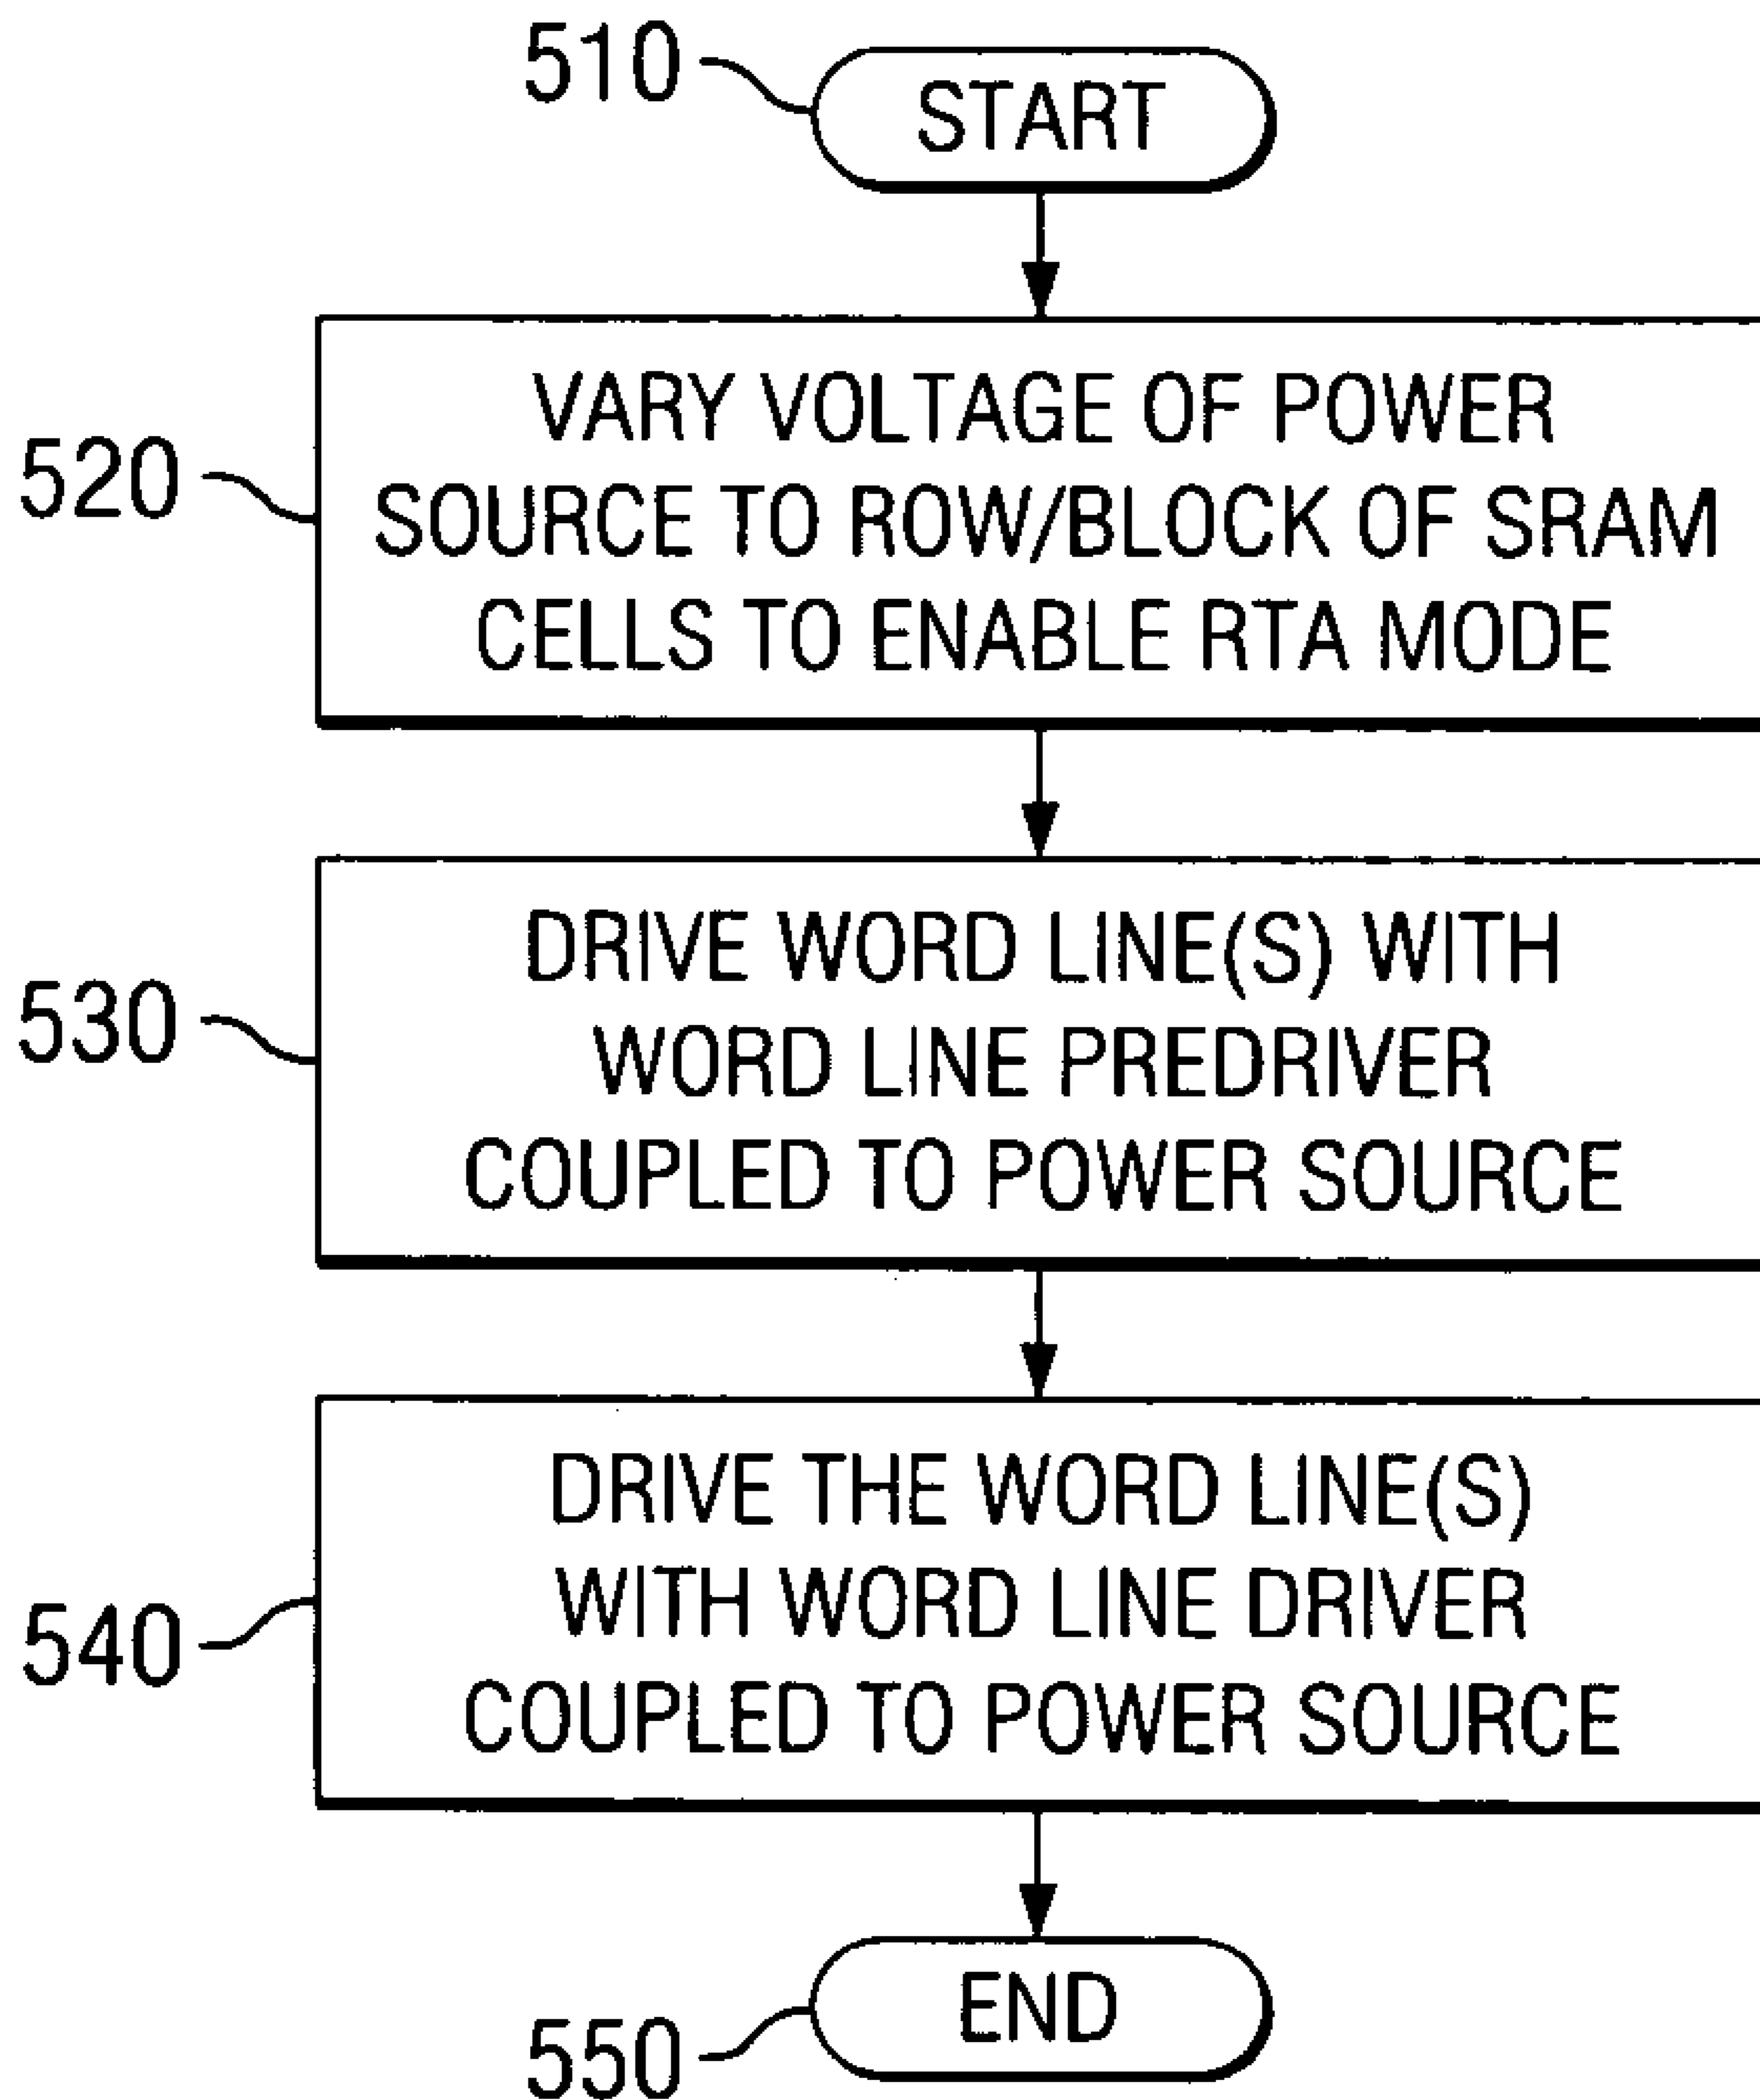 510
START
520
VARY VOLTAGE OF POWER
SOURCE TO ROW/BLOCK OF SRAM
CELLS TO ENABLE RTA MODE
530
DRIVE WORD LINE(S) WITH
WORD LINE PREDRIVER
COUPLED TO POWER SOURCE
540
DRIVE THE WORD LINE(S)
WITH WORD LINE DRIVER
COUPLED TO POWER SOURCE
550
END